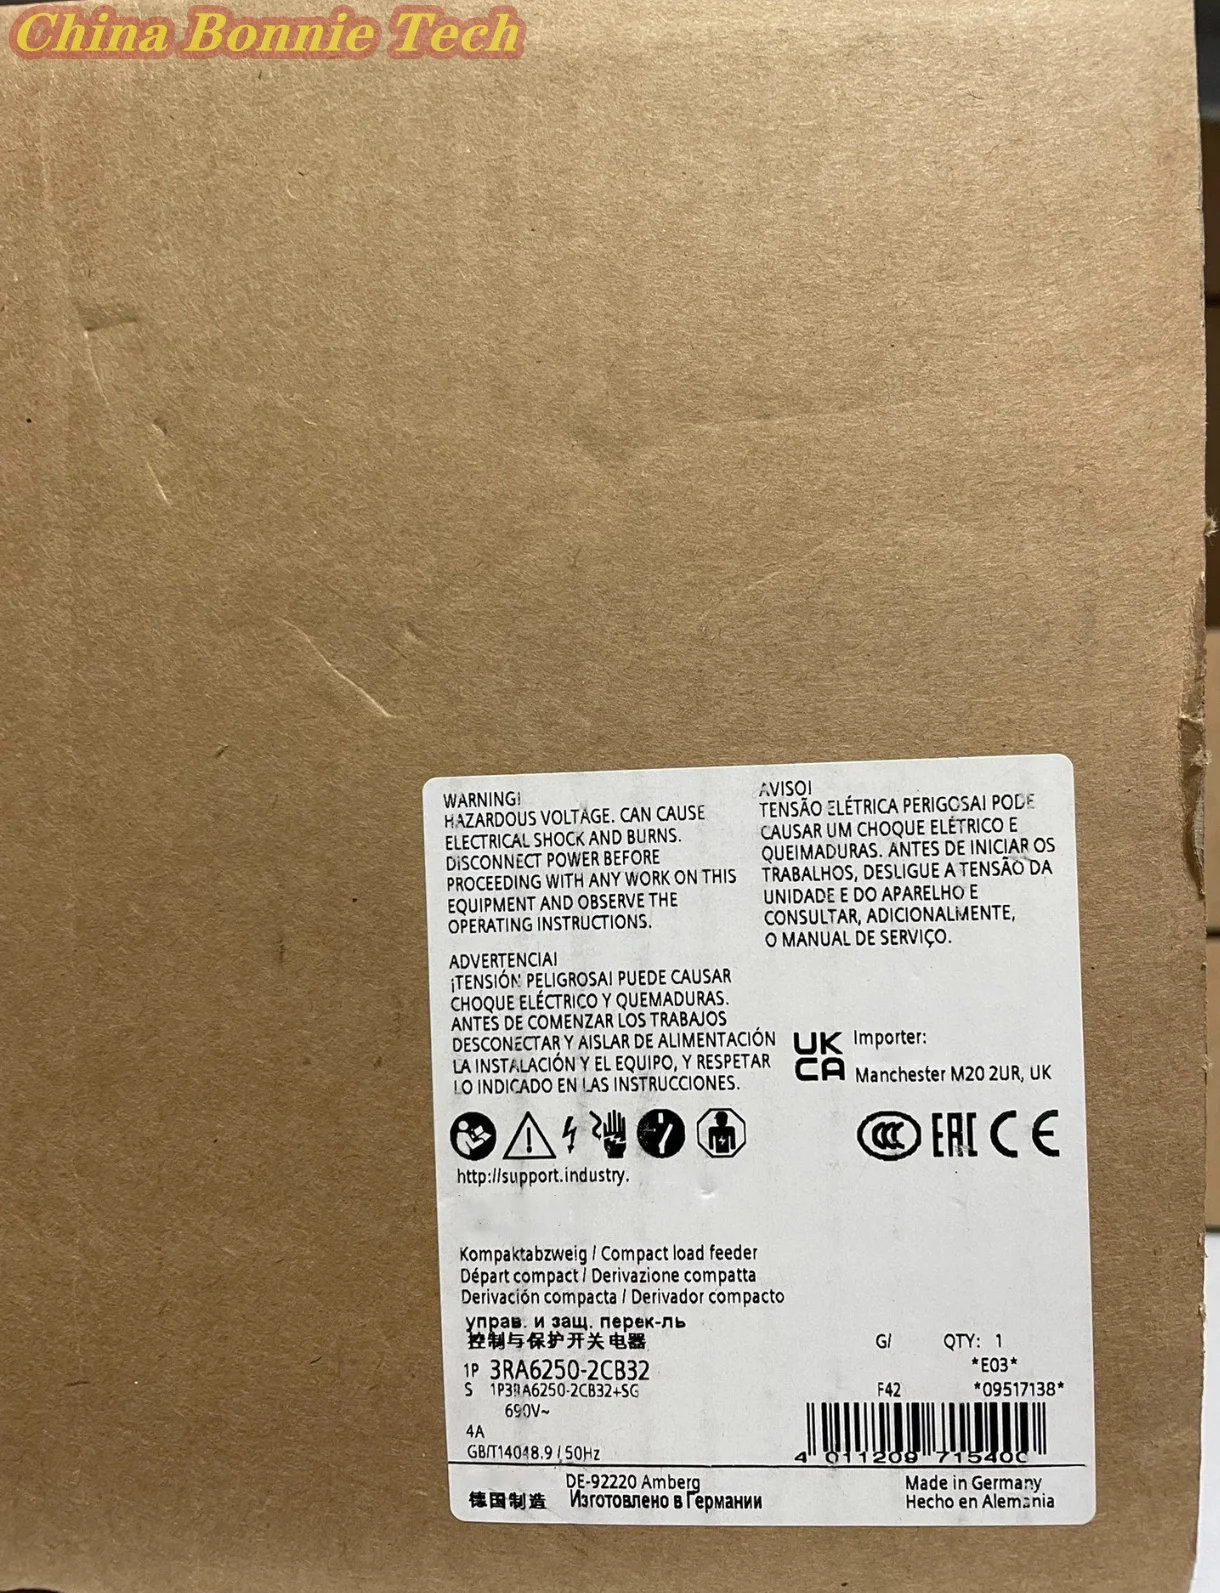 China Bonnie Tech
WARNING!
HAZARDOUS VOLTAGE. CAN CAUSE
ELECTRICAL SHOCK AND BURNS.
DISCONNECT POWER BEFORE
PROCEEDING WITH ANY WORK ON THIS
EQUIPMENT AND OBSERVE THE
OPERATING INSTRUCTIONS.
ADVERTENCIA!
¡TENSIÓN PELIGROSA! PUEDE CAUSAR
CHOQUE ELÉCTRICO Y QUEMADURAS.
ANTES DE COMENZAR LOS TRABAJOS
DESCONECTAR Y AISLAR DE ALIMENTACIÓN
LA INSTALACIÓN Y EL EQUIPO, Y RESPETAR
LO INDICADO EN LAS INSTRUCCIONES.
AVISO!
TENSÃO ELÉTRICA PERIGOSA! PODE
CAUSAR UM CHOQUE ELÉTRICO E
QUEIMADURAS. ANTES DE INICIAR OS
TRABALHOS, DESLIGUE A TENSÃO DA
UNIDADE E DO APARELHO E
CONSULTAR, ADICIONALMENTE,
O MANUAL DE SERVIÇO.
UK
CA
Importer:
Manchester M20 2UR, UK
CCC EAC CE
http://support.industry.
Kompaktabzweig / Compact load feeder
Départ compact / Derivazione compatta
Derivación compacta / Derivador compacto
управ. и защ. перек-ль
控制与保护开关电器
G/ QTY: 1
*E03*
1P 3RA6250-2CB32
S 1P3RA6250-2CB32+SG
F42 *09517138*
690V~
4A
GB/T14048.9 / 50Hz
4 011209 715400
DE-92220 Amberg
Made in Germany
德国制造 Изготовлено в Германии
Hecho en Alemania